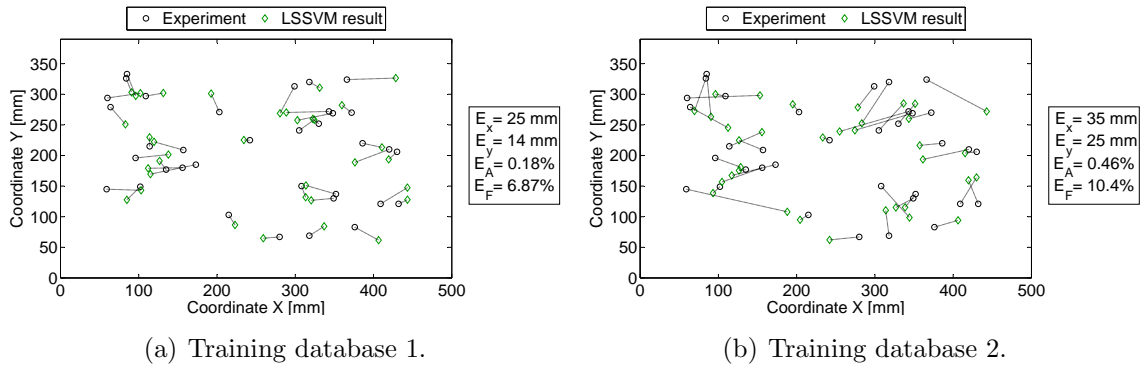 Experiment LSSVM result
350
300
250
200
150
100
50
0
Coordinate Y [mm]
0 100 200 300 400 500
Coordinate X [mm]
E_x= 25 mm
E_y= 14 mm
E_A= 0.18%
E_F= 6.87%
(a) Training database 1.
Experiment LSSVM result
350
300
250
200
150
100
50
0
Coordinate Y [mm]
0 100 200 300 400 500
Coordinate X [mm]
E_x= 35 mm
E_y= 25 mm
E_A= 0.46%
E_F= 10.4%
(b) Training database 2.